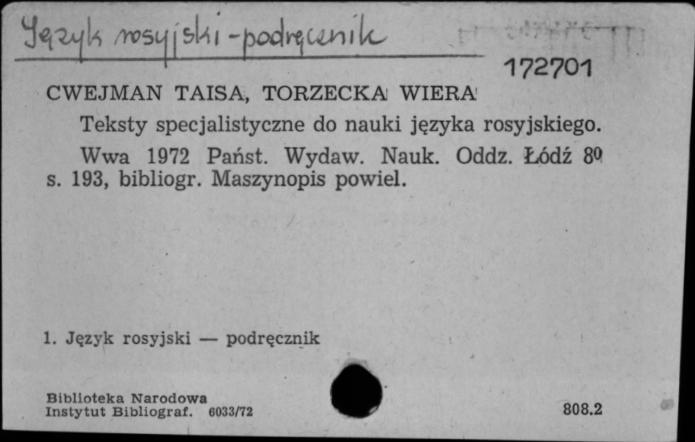 Język rosyjski - podręcznik
172701
CWEJMAN TAISA, TORZECKA WIERA
Teksty specjalistyczne do nauki języka rosyjskiego.
Wwa 1972 Państ. Wydaw. Nauk. Oddz. Łódź 8º
s. 193, bibliogr. Maszynopis powiel.
1. Język rosyjski — podręcznik
Biblioteka Narodowa
Instytut Bibliograf. 6033/72
808.2